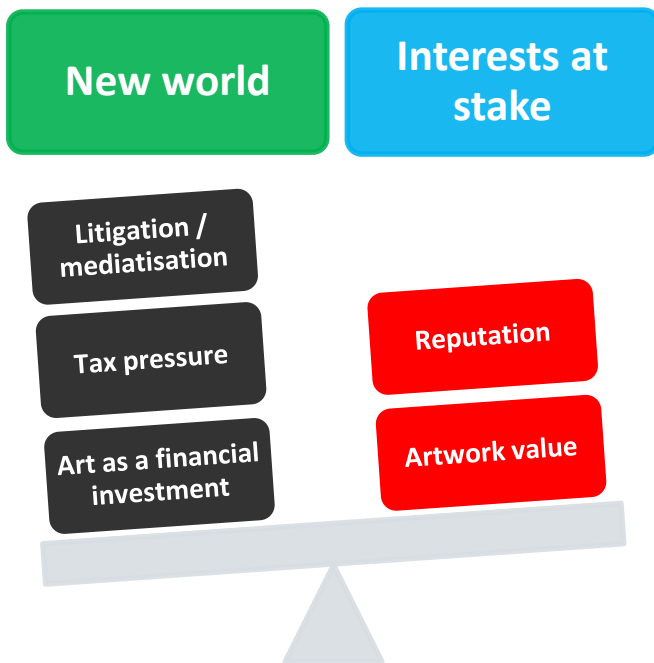 New world
Interests at
stake
Litigation /
mediatisation
Tax pressure
Art as a financial
investment
Reputation
Artwork value